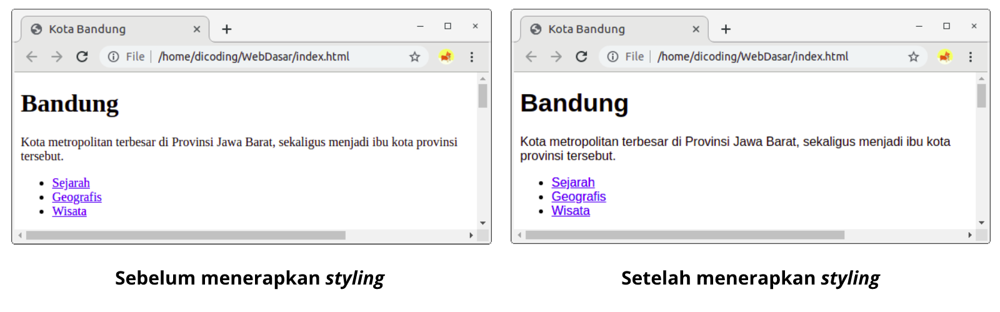 Kota Bandung
File | /home/dicoding/WebDasar/index.html
Bandung
Kota metropolitan terbesar di Provinsi Jawa Barat, sekaligus menjadi ibu kota provinsi
tersebut.
Sejarah
Geografis
Wisata
Sebelum menerapkan styling
Kota Bandung
File | /home/dicoding/WebDasar/index.html
Bandung
Kota metropolitan terbesar di Provinsi Jawa Barat, sekaligus menjadi ibu kota
provinsi tersebut.
Sejarah
Geografis
Wisata
Setelah menerapkan styling